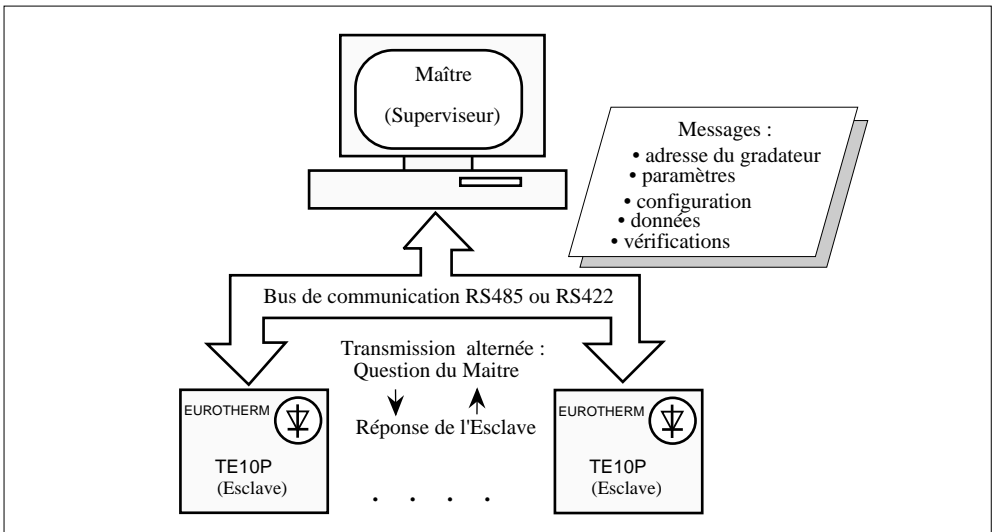 Maître
(Superviseur)
Messages :
• adresse du gradateur
• paramètres
• configuration
• données
• vérifications
Bus de communication RS485 ou RS422
Transmission alternée :
Question du Maitre
Réponse de l'Esclave
EUROTHERM
TE10P
(Esclave)
. . . .
EUROTHERM
TE10P
(Esclave)